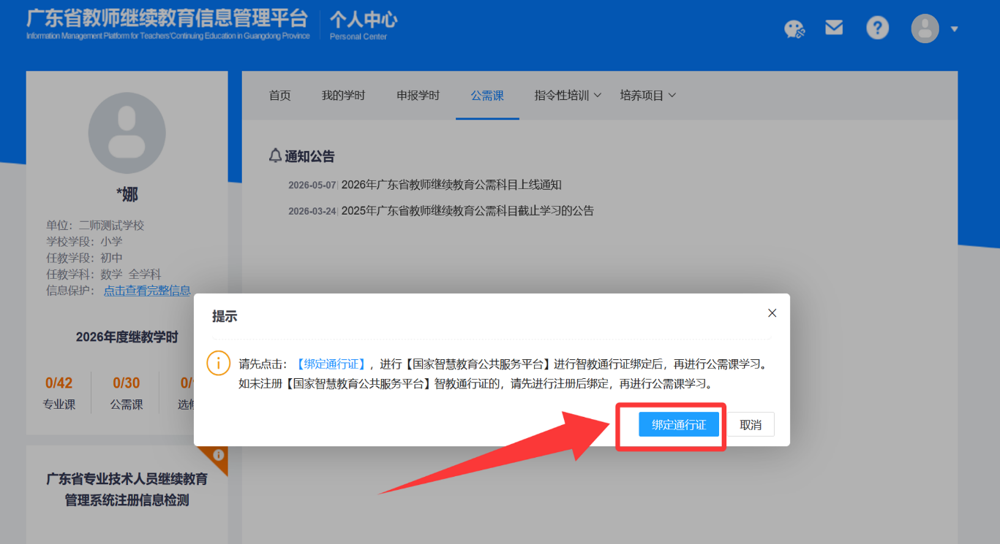 广东省教师继续教育信息管理平台
Information Management Platform for Teachers'Continuing Education in Guangdong Province
个人中心
Personal Center
?
*娜
单位：二师测试学校
学校学段：小学
任教学段：初中
任教学科：数学 全学科
信息保护：点击查看完整信息
2026年度继教学时
0/42
0/30
专业课
公需课
广东省专业技术人员继续教育
管理系统注册信息检测
首页
我的学时
申报学时
公需课
指令性培训
培养项目
通知公告
2026-05-07 2026年广东省教师继续教育公需科目上线通知
2026-03-24 2025年广东省教师继续教育公需科目截止学习的公告
提示
请先点击：【绑定通行证】，进行【国家智慧教育公共服务平台】进行智教通行证绑定后，再进行公需课学习。
如未注册【国家智慧教育公共服务平台】智教通行证的，请先进行注册后绑定，再进行公需课学习。
绑定通行证
取消